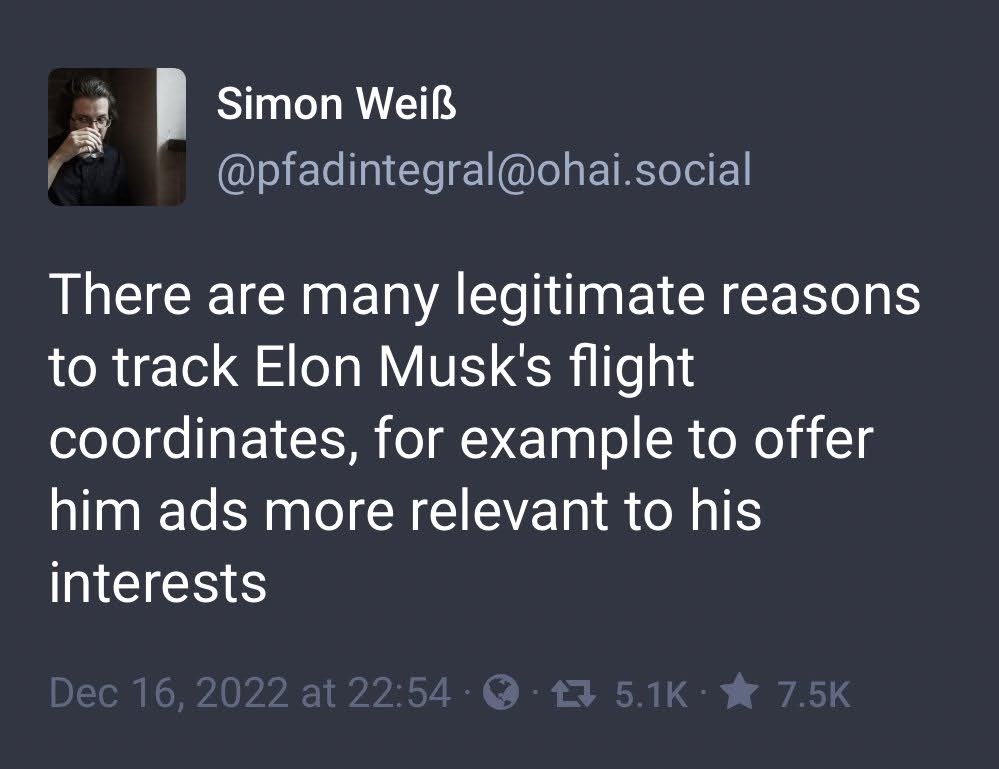 Simon Weiß
@pfadintegral@ohai.social
There are many legitimate reasons
to track Elon Musk's flight
coordinates, for example to offer
him ads more relevant to his
interests
Dec 16, 2022 at 22:54 · · 5.1K · 7.5K